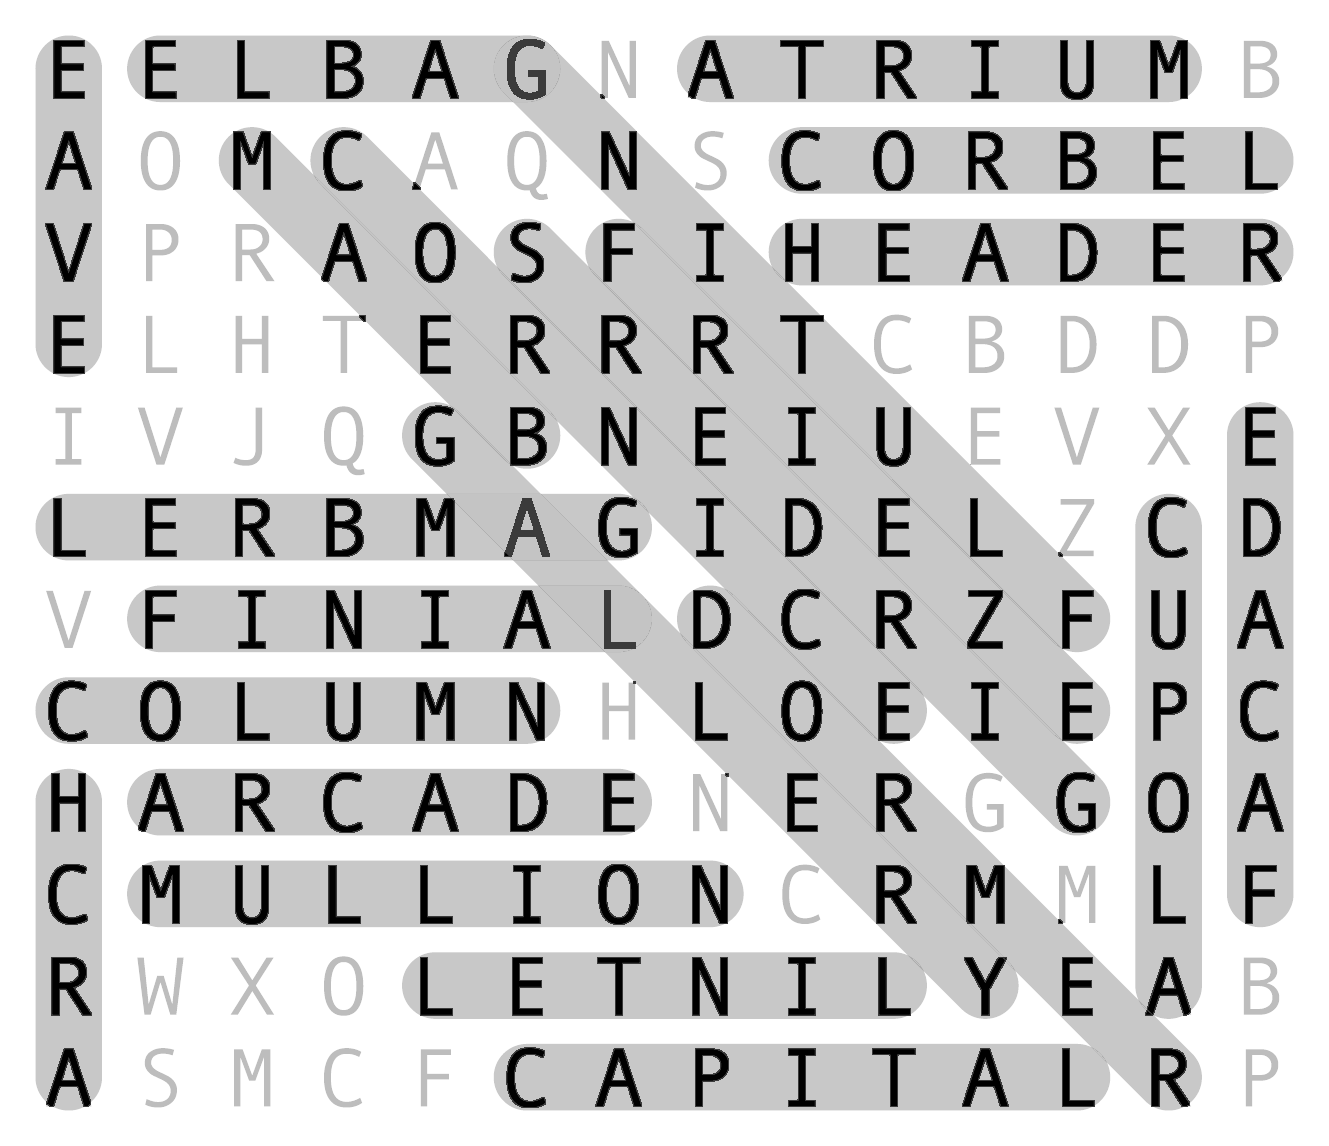 E E L B A G N A T R I U M B
A O M C A Q N S C O R B E L
V P R A O S F I H E A D E R
E L H T E R R R T C B D D P
I V J Q G B N E I U E V X E
L E R B M A G I D E L Z C D
V F I N I A L D C R Z F U A
C O L U M N H L O E I E P C
H A R C A D E N E R G G O A
C M U L L I O N C R M M L F
R W X O L E T N I L Y E A B
A S M C F C A P I T A L R P